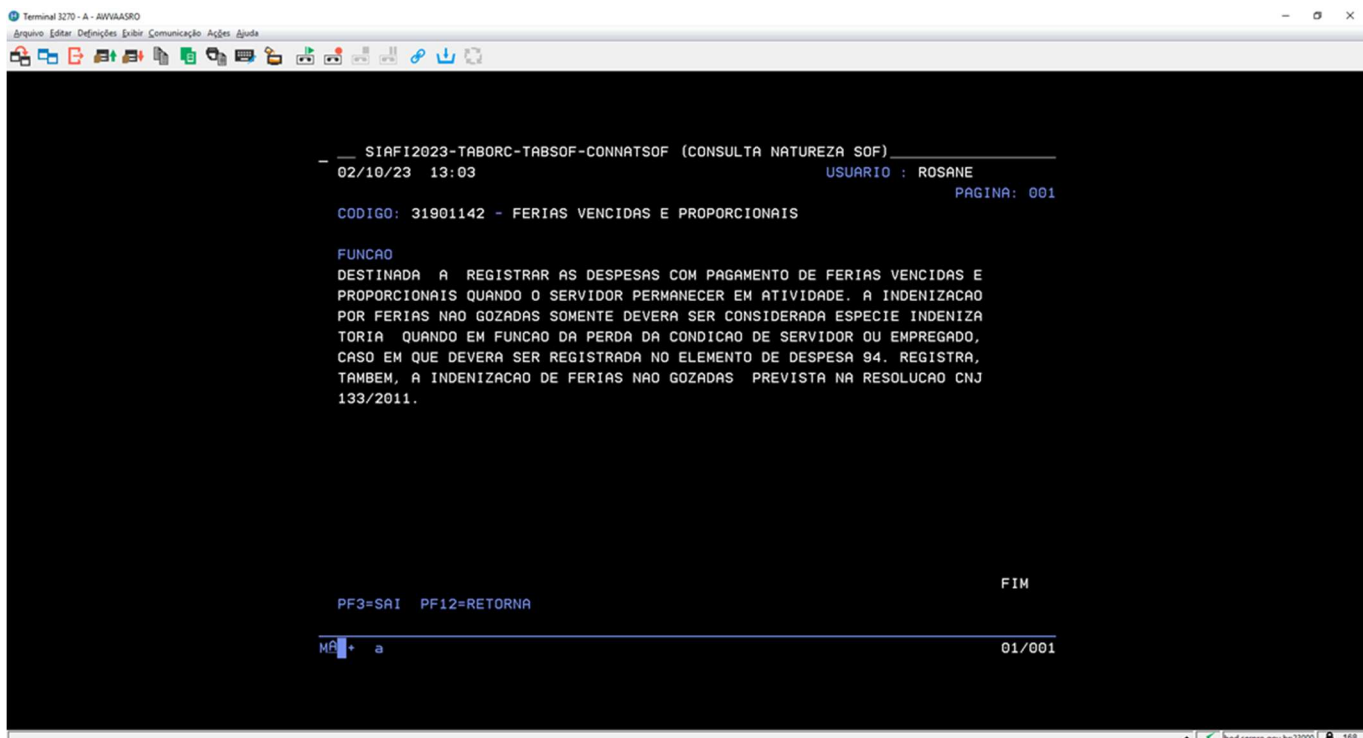 Terminal 3270 - A - AWVAASRO
Arquivo Editar Definições Exibir Comunicação Ações Ajuda
__ SIAFI2023-TABORC-TABSOF-CONNATSOF (CONSULTA NATUREZA SOF)__________________
02/10/23 13:03 USUARIO : ROSANE
PAGINA: 001
CODIGO: 31901142 - FERIAS VENCIDAS E PROPORCIONAIS
FUNCAO
DESTINADA A REGISTRAR AS DESPESAS COM PAGAMENTO DE FERIAS VENCIDAS E
PROPORCIONAIS QUANDO O SERVIDOR PERMANECER EM ATIVIDADE. A INDENIZACAO
POR FERIAS NAO GOZADAS SOMENTE DEVERA SER CONSIDERADA ESPECIE INDENIZA
TORIA QUANDO EM FUNCAO DA PERDA DA CONDICAO DE SERVIDOR OU EMPREGADO,
CASO EM QUE DEVERA SER REGISTRADA NO ELEMENTO DE DESPESA 94. REGISTRA,
TAMBEM, A INDENIZACAO DE FERIAS NAO GOZADAS PREVISTA NA RESOLUCAO CNJ
133/2011.
FIM
PF3=SAI PF12=RETORNA
MA + a 01/001
168